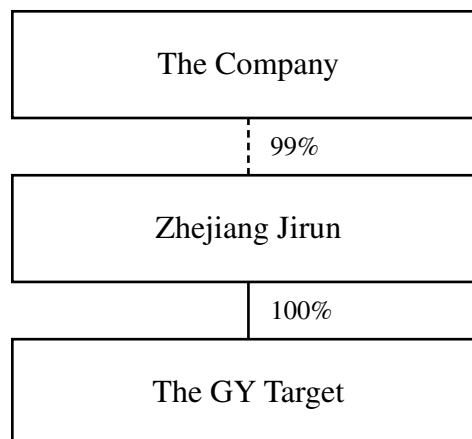 The Company
99%
Zhejiang Jirun
100%
The GY Target